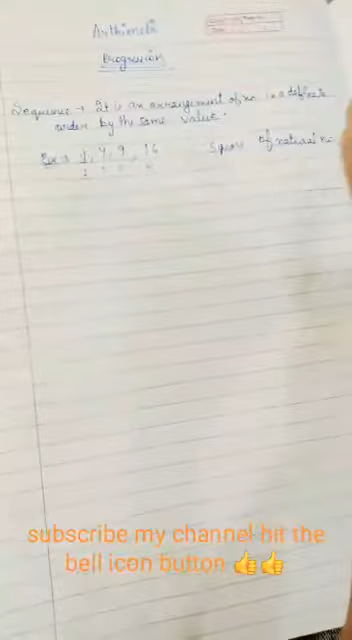 Arithmetic
Progression
Sequence → It is an arrangement of no. in a definite
order by the same value.
Ex → 1, 4, 9, 16 Square of natural no
subscribe my channel hit the
bell icon button 👍👍